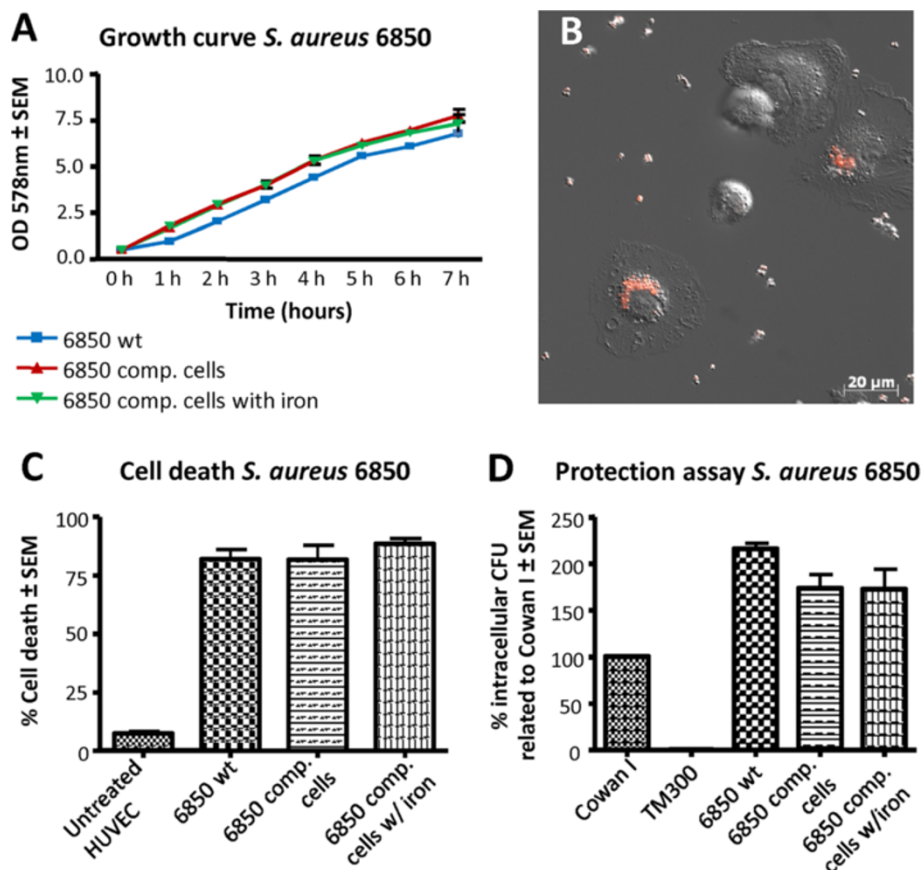 A
Growth curve S. aureus 6850
OD 578nm ± SEM
10.0
7.5
5.0
2.5
0.0
0 h 1 h 2 h 3 h 4 h 5 h 6 h 7 h
Time (hours)
6850 wt
6850 comp. cells
6850 comp. cells with iron
B
20 μm
C
Cell death S. aureus 6850
% Cell death ± SEM
100
75
50
25
0
Untreated
HUVEC
6850 wt
6850 comp.
cells
6850 comp.
cells w/iron
D
Protection assay S. aureus 6850
% intracellular CFU
related to Cowan I ± SEM
250
200
150
100
50
0
Cowan I
TM300
6850 wt
6850 comp.
cells
6850 comp.
cells w/iron